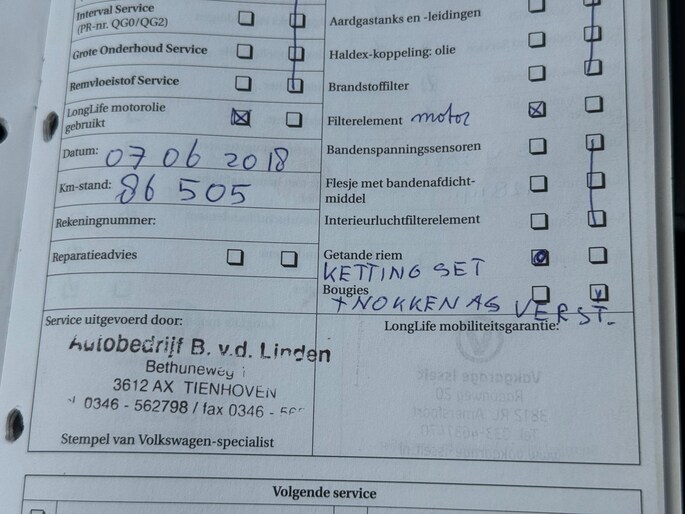 Interval Service
(PR-nr. QG0/QG2)
Grote Onderhoud Service
Remvloeistof Service
LongLife motorolie
gebruikt
Datum: 07 06 2018
Km-stand: 86 505
Rekeningnummer:
Reparatieadvies
Aardgastanks en -leidingen
Haldex-koppeling: olie
Brandstoffilter
Filterelement motor
Bandenspanningssensoren
Flesje met bandenafdicht-
middel
Interieurluchtfilterelement
Getande riem
KETTING SET
Bougies
+ NOKKEN AS VERST.
Service uitgevoerd door:
Autobedrijf B. v.d. Linden
Bethuneweg
3612 AX TIENHOVEN
0346 - 562798 / fax 0346 -
Stempel van Volkswagen-specialist
LongLife mobiliteitsgarantie:
Volgende service